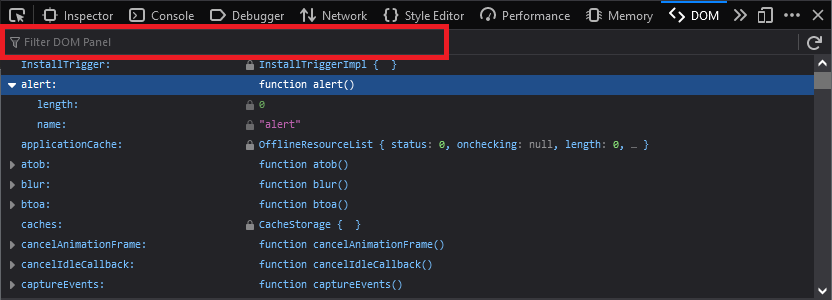 Inspector Console Debugger Network Style Editor Performance Memory DOM
Filter DOM Panel
InstallTrigger: InstallTriggerImpl { }
alert: function alert()
length: 0
name: "alert"
applicationCache: OfflineResourceList { status: 0, onchecking: null, length: 0, … }
atob: function atob()
blur: function blur()
btoa: function btoa()
caches: CacheStorage { }
cancelAnimationFrame: function cancelAnimationFrame()
cancelIdleCallback: function cancelIdleCallback()
captureEvents: function captureEvents()